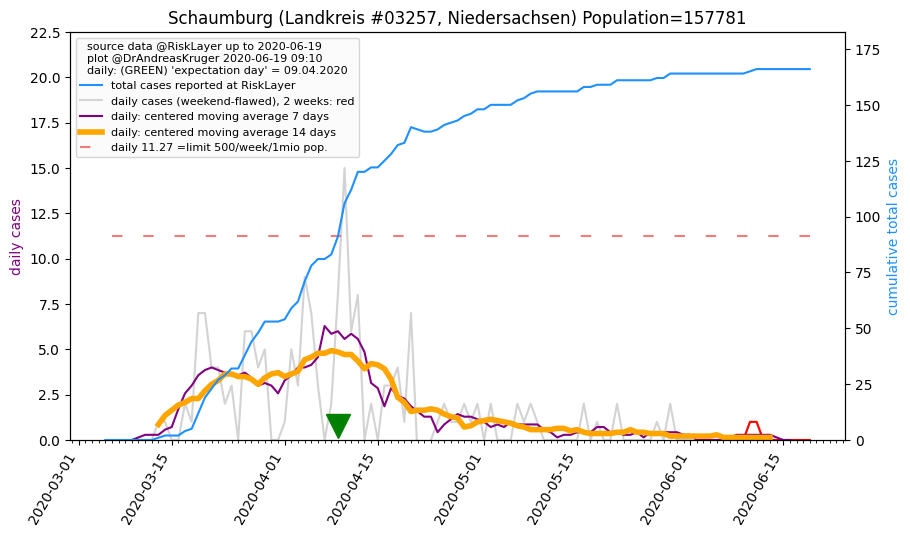 Schaumburg (Landkreis #03257, Niedersachsen) Population=157781
source data @RiskLayer up to 2020-06-19
plot @DrAndreasKruger 2020-06-19 09:10
daily: (GREEN) 'expectation day' = 09.04.2020
total cases reported at RiskLayer
daily cases (weekend-flawed), 2 weeks: red
daily: centered moving average 7 days
daily: centered moving average 14 days
daily 11.27 =limit 500/week/1mio pop.
daily cases
22.5
20.0
17.5
15.0
12.5
10.0
7.5
5.0
2.5
0.0
175
150
125
100
75
50
25
0
cumulative total cases
2020-03-01
2020-03-15
2020-04-01
2020-04-15
2020-05-01
2020-05-15
2020-06-01
2020-06-15